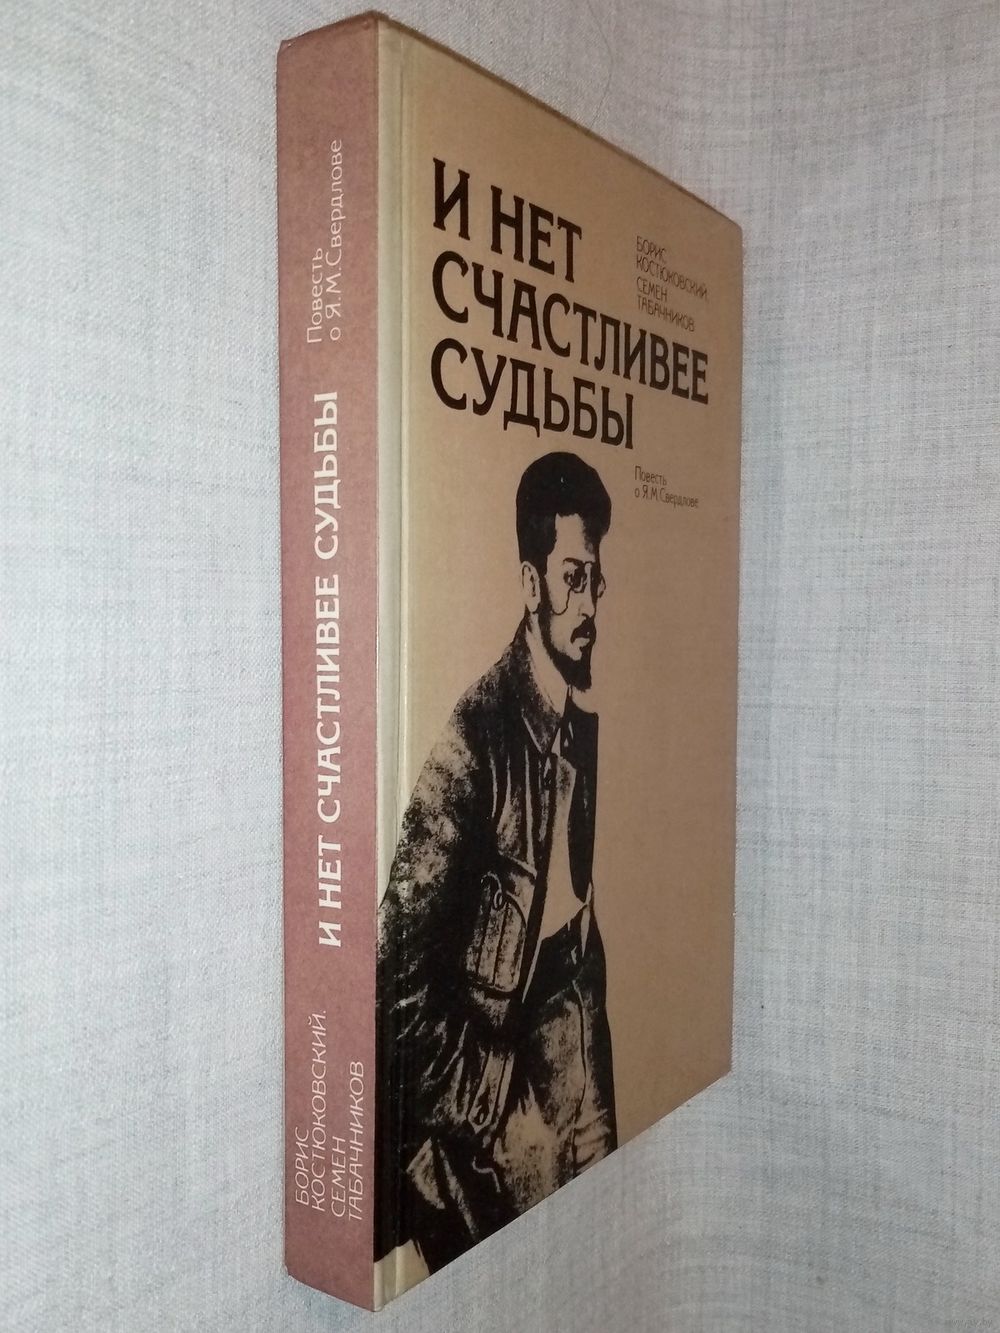 БОРИС
КОСТЮКОВСКИЙ.
СЕМЕН
ТАБАЧНИКОВ
И НЕТ СЧАСТЛИВЕЕ СУДЬБЫ
Повесть
о Я.М.Свердлове
И НЕТ
СЧАСТЛИВЕЕ
СУДЬБЫ
БОРИС
КОСТЮКОВСКИЙ.
СЕМЕН
ТАБАЧНИКОВ
Повесть
о Я.М.Свердлове